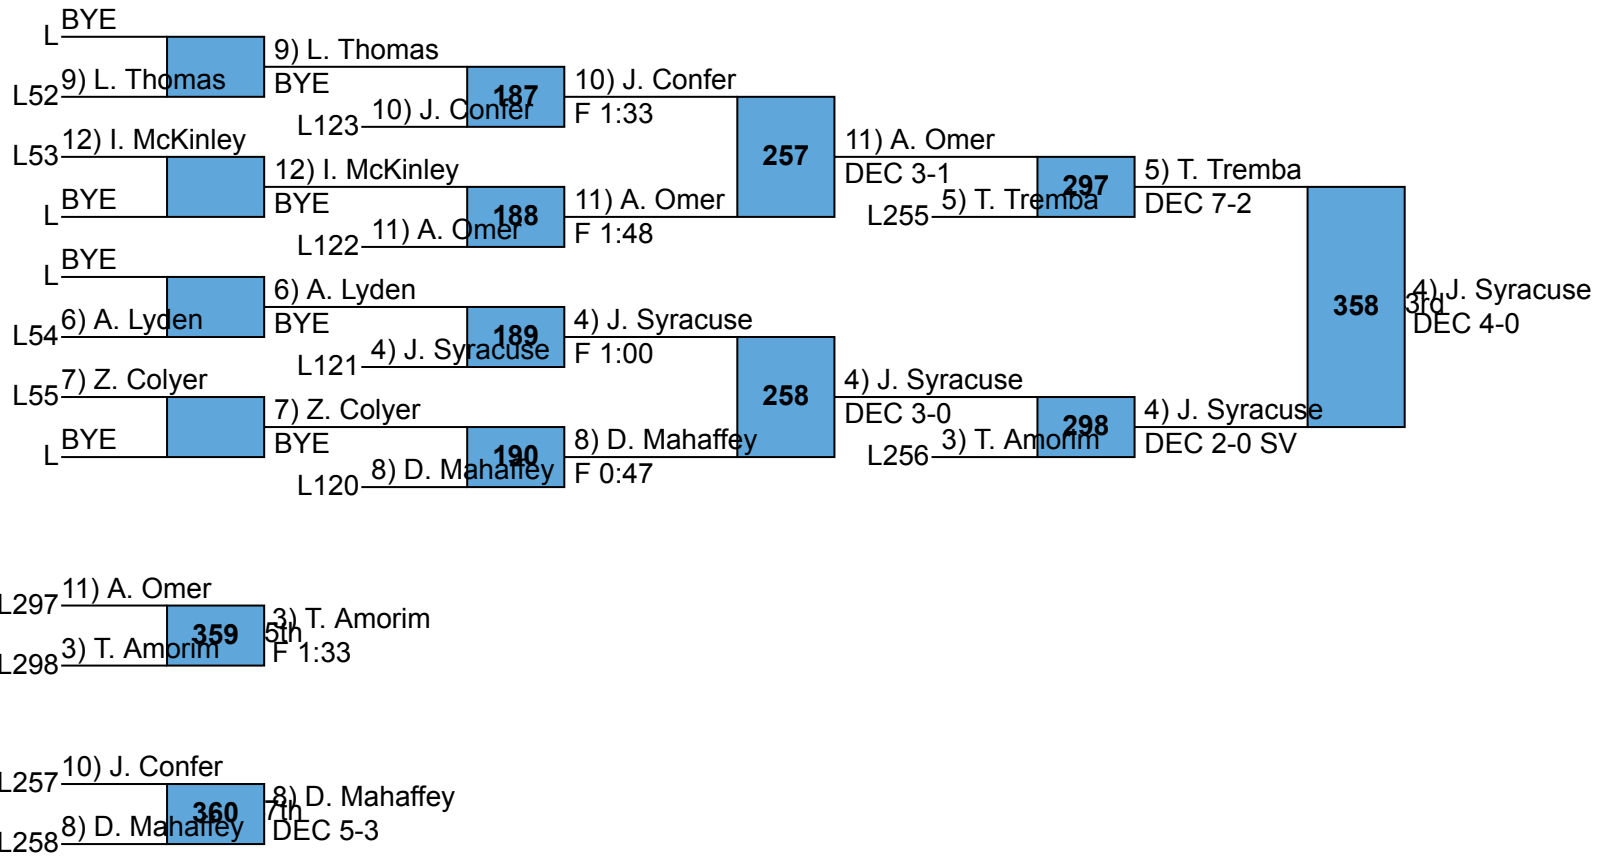 BYE
L
9) L. Thomas
L52
9) L. Thomas
BYE
12) I. McKinley
L53
BYE
L
12) I. McKinley
BYE
BYE
L
6) A. Lyden
L54
6) A. Lyden
BYE
7) Z. Colyer
L55
BYE
L
7) Z. Colyer
BYE
187
10) J. Confer
L123
10) J. Confer
F 1:33
188
11) A. Omer
L122
11) A. Omer
F 1:48
189
4) J. Syracuse
L121
4) J. Syracuse
F 1:00
190
8) D. Mahaffey
L120
8) D. Mahaffey
F 0:47
257
11) A. Omer
DEC 3-1
258
4) J. Syracuse
DEC 3-0
297
5) T. Tremba
L255
5) T. Tremba
DEC 7-2
298
3) T. Amorim
L256
4) J. Syracuse
DEC 2-0 SV
358
3rd
4) J. Syracuse
DEC 4-0
11) A. Omer
L297
359
3) T. Amorim
L298
5th
3) T. Amorim
F 1:33
10) J. Confer
L257
360
8) D. Mahaffey
L258
7th
8) D. Mahaffey
DEC 5-3